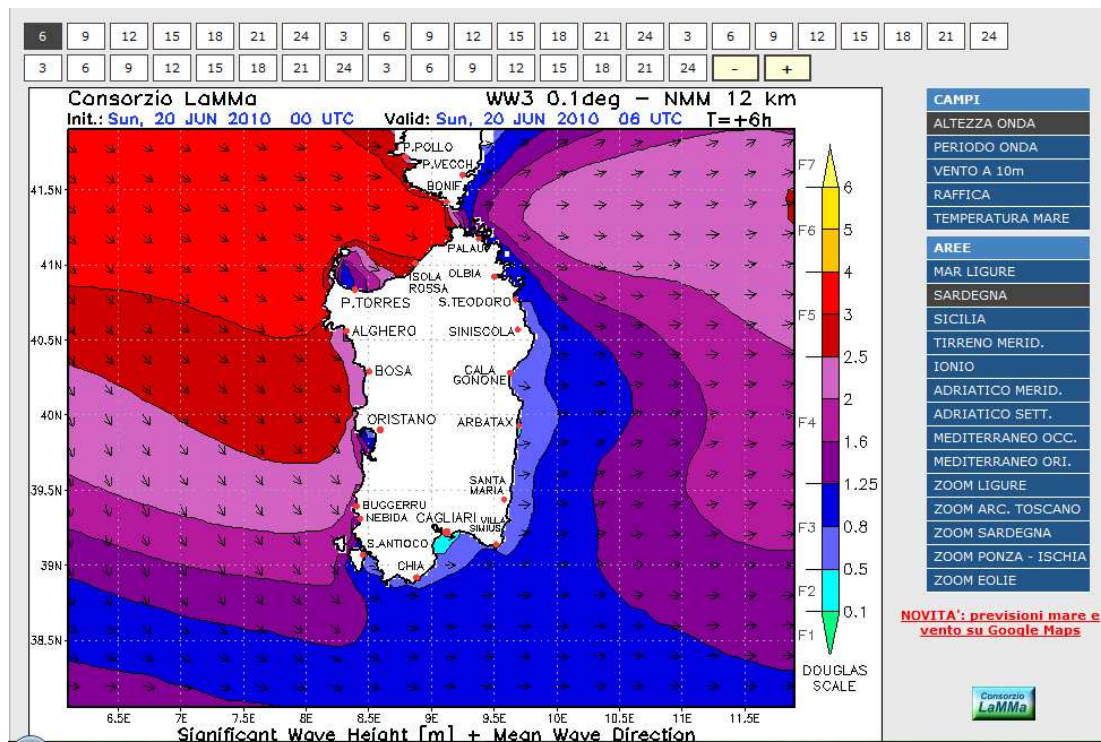 6 9 12 15 18 21 24 3 6 9 12 15 18 21 24 3 6 9 12 15 18 21 24
3 6 9 12 15 18 21 24 3 6 9 12 15 18 21 24 - +
Consorzio LaMMa WW3 0.1deg – NMM 12 km
Init.: Sun, 20 JUN 2010 00 UTC Valid: Sun, 20 JUN 2010 06 UTC T=+6h
P.POLLO
P.VECCH
BONIF
PALAU
ISOLA
ROSSA
OLBIA
P.TORRES
S.TEODORO
ALGHERO
SINISCOLA
BOSA
CALA
GONONE
ORISTANO
ARBATAX
SANTA
MARIA
BUGGERRU
NEBIDA
CAGLIARI
VILLA
SIMIUS
S.ANTIOCO
CHIA
41.5N
41N
40.5N
40N
39.5N
39N
38.5N
6.5E 7E 7.5E 8E 8.5E 9E 9.5E 10E 10.5E 11E 11.5E
Significant Wave Height [m] + Mean Wave Direction
F7
F6
F5
F4
F3
F2
F1
6
5
4
3
2.5
2
1.6
1.25
0.8
0.5
0.1
DOUGLAS
SCALE
CAMPI
ALTEZZA ONDA
PERIODO ONDA
VENTO A 10m
RAFFICA
TEMPERATURA MARE
AREE
MAR LIGURE
SARDEGNA
SICILIA
TIRRENO MERID.
IONIO
ADRIATICO MERID.
ADRIATICO SETT.
MEDITERRANEO OCC.
MEDITERRANEO ORI.
ZOOM LIGURE
ZOOM ARC. TOSCANO
ZOOM SARDEGNA
ZOOM PONZA - ISCHIA
ZOOM EOLIE
NOVITA': previsioni mare e
vento su Google Maps
Consorzio
LaMMa